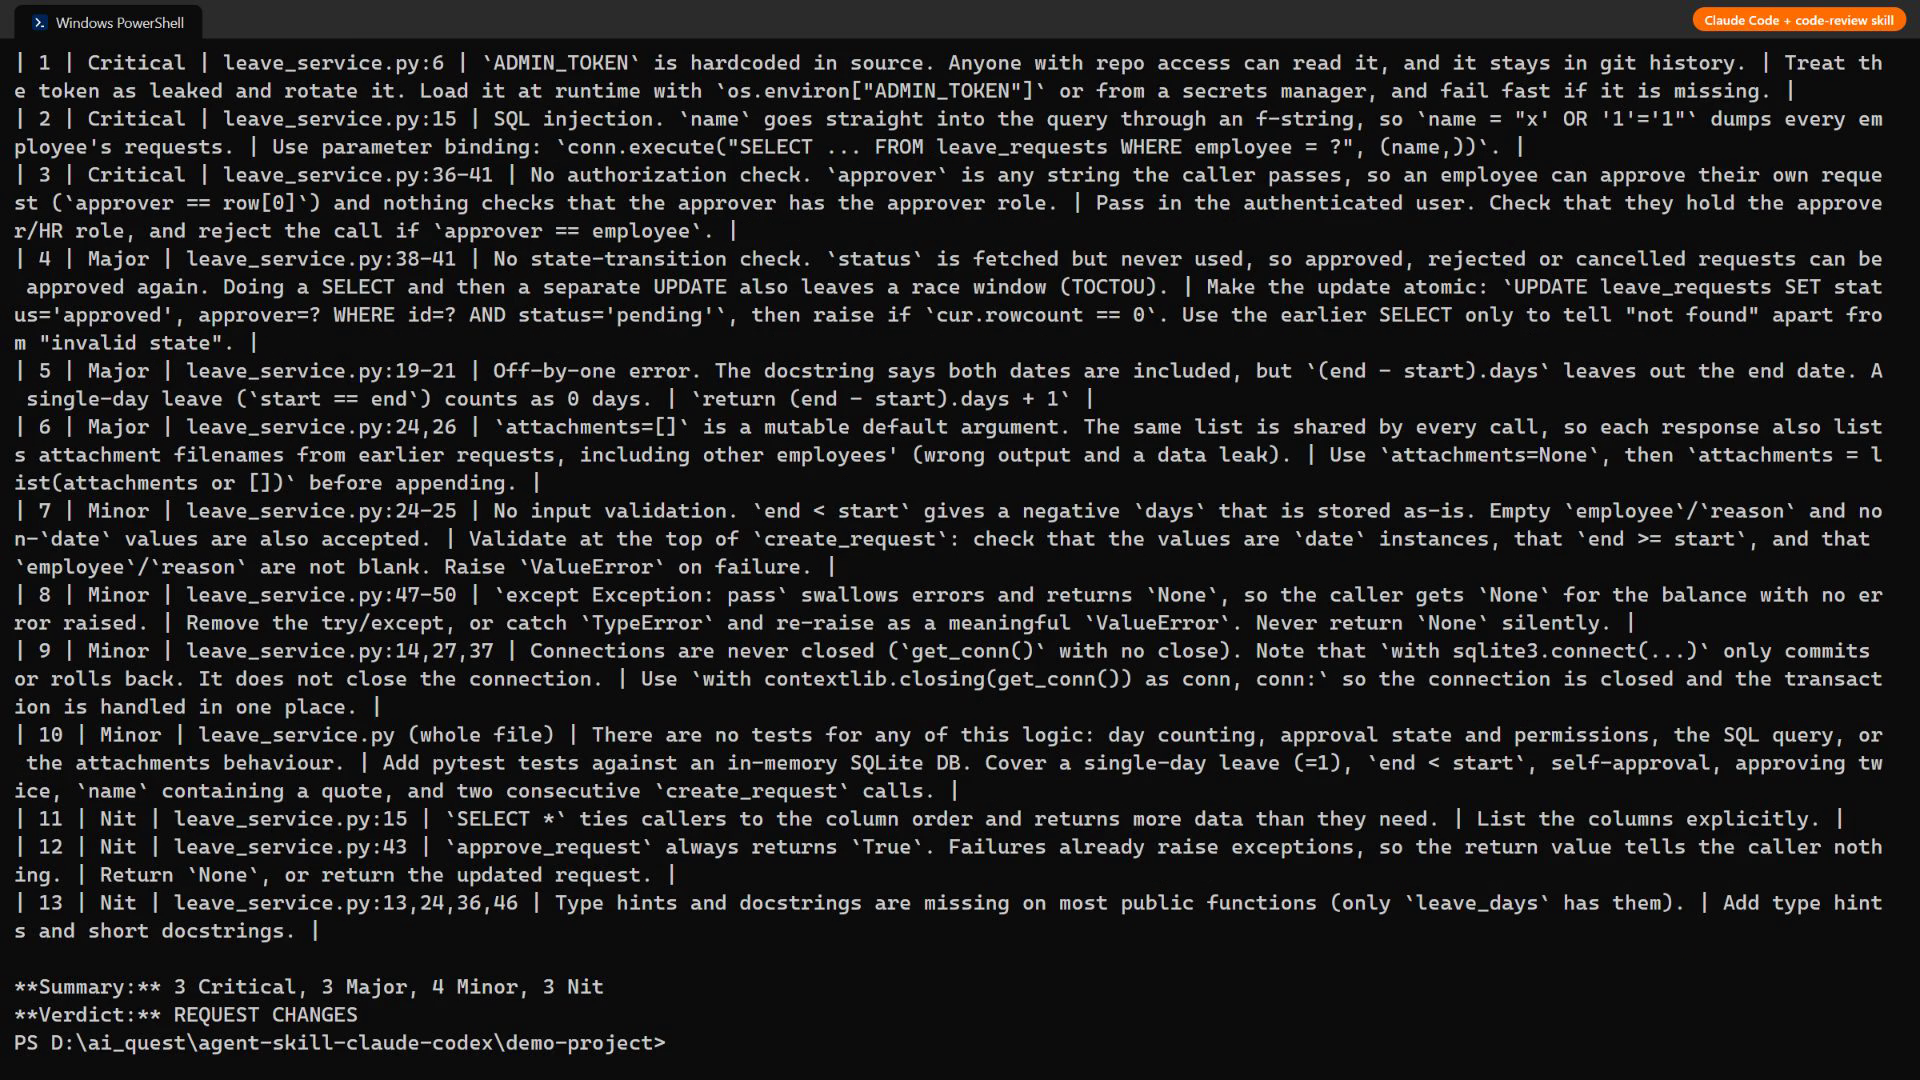 Windows PowerShell
Claude Code + code-review skill
| 1 | Critical | leave_service.py:6 | `ADMIN_TOKEN` is hardcoded in source. Anyone with repo access can read it, and it stays in git history. | Treat th
e token as leaked and rotate it. Load it at runtime with `os.environ["ADMIN_TOKEN"]` or from a secrets manager, and fail fast if it is missing. |
| 2 | Critical | leave_service.py:15 | SQL injection. `name` goes straight into the query through an f-string, so `name = "x' OR '1'='1"` dumps every em
ployee's requests. | Use parameter binding: `conn.execute("SELECT ... FROM leave_requests WHERE employee = ?", (name,))`. |
| 3 | Critical | leave_service.py:36-41 | No authorization check. `approver` is any string the caller passes, so an employee can approve their own reque
st (`approver == row[0]`) and nothing checks that the approver has the approver role. | Pass in the authenticated user. Check that they hold the approve
r/HR role, and reject the call if `approver == employee`. |
| 4 | Major | leave_service.py:38-41 | No state-transition check. `status` is fetched but never used, so approved, rejected or cancelled requests can be
 approved again. Doing a SELECT and then a separate UPDATE also leaves a race window (TOCTOU). | Make the update atomic: `UPDATE leave_requests SET stat
us='approved', approver=? WHERE id=? AND status='pending'`, then raise if `cur.rowcount == 0`. Use the earlier SELECT only to tell "not found" apart fro
m "invalid state". |
| 5 | Major | leave_service.py:19-21 | Off-by-one error. The docstring says both dates are included, but `(end - start).days` leaves out the end date. A
 single-day leave (`start == end`) counts as 0 days. | `return (end - start).days + 1` |
| 6 | Major | leave_service.py:24,26 | `attachments=[]` is a mutable default argument. The same list is shared by every call, so each response also list
s attachment filenames from earlier requests, including other employees' (wrong output and a data leak). | Use `attachments=None`, then `attachments = l
ist(attachments or [])` before appending. |
| 7 | Minor | leave_service.py:24-25 | No input validation. `end < start` gives a negative `days` that is stored as-is. Empty `employee`/`reason` and no
n-`date` values are also accepted. | Validate at the top of `create_request`: check that the values are `date` instances, that `end >= start`, and that
`employee`/`reason` are not blank. Raise `ValueError` on failure. |
| 8 | Minor | leave_service.py:47-50 | `except Exception: pass` swallows errors and returns `None`, so the caller gets `None` for the balance with no er
ror raised. | Remove the try/except, or catch `TypeError` and re-raise as a meaningful `ValueError`. Never return `None` silently. |
| 9 | Minor | leave_service.py:14,27,37 | Connections are never closed (`get_conn()` with no close). Note that `with sqlite3.connect(...)` only commits
or rolls back. It does not close the connection. | Use `with contextlib.closing(get_conn()) as conn, conn:` so the connection is closed and the transact
ion is handled in one place. |
| 10 | Minor | leave_service.py (whole file) | There are no tests for any of this logic: day counting, approval state and permissions, the SQL query, or
 the attachments behaviour. | Add pytest tests against an in-memory SQLite DB. Cover a single-day leave (=1), `end < start`, self-approval, approving tw
ice, `name` containing a quote, and two consecutive `create_request` calls. |
| 11 | Nit | leave_service.py:15 | `SELECT *` ties callers to the column order and returns more data than they need. | List the columns explicitly. |
| 12 | Nit | leave_service.py:43 | `approve_request` always returns `True`. Failures already raise exceptions, so the return value tells the caller noth
ing. | Return `None`, or return the updated request. |
| 13 | Nit | leave_service.py:13,24,36,46 | Type hints and docstrings are missing on most public functions (only `leave_days` has them). | Add type hint
s and short docstrings. |
**Summary:** 3 Critical, 3 Major, 4 Minor, 3 Nit
**Verdict:** REQUEST CHANGES
PS D:\ai_quest\agent-skill-claude-codex\demo-project>